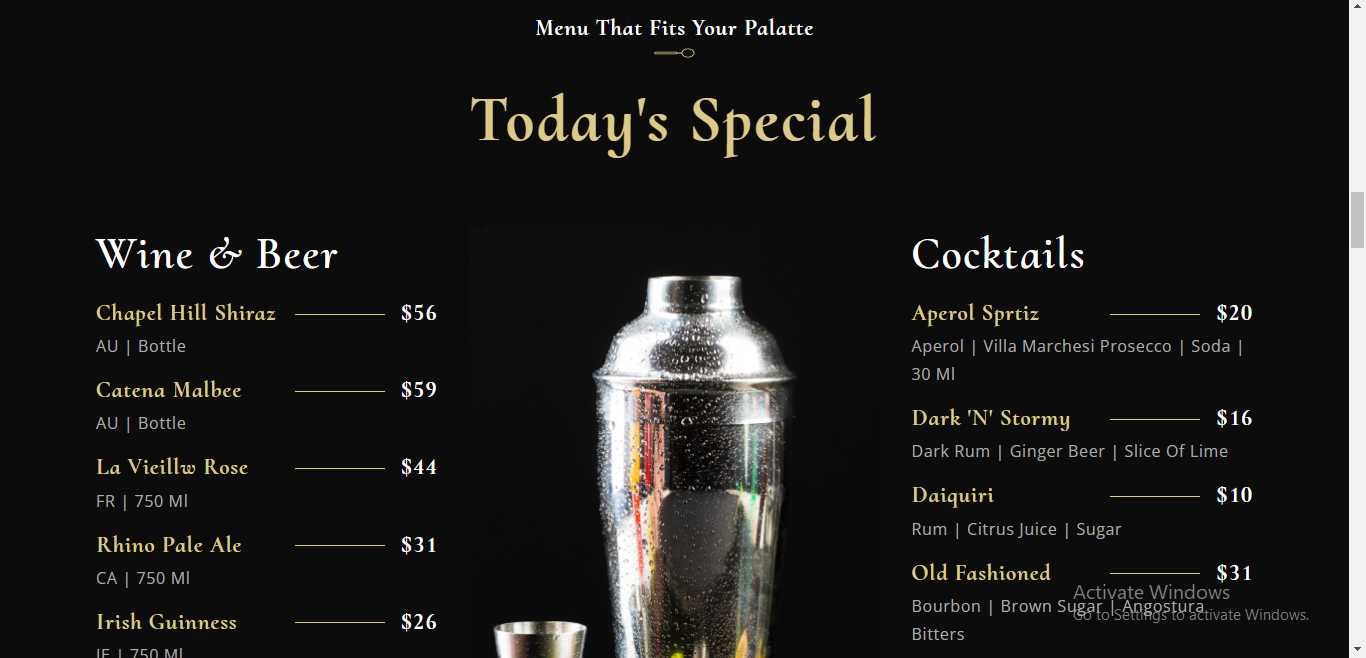 Menu That Fits Your Palatte
Today's Special
Wine & Beer
Chapel Hill Shiraz $56
AU | Bottle
Catena Malbee $59
AU | Bottle
La Vieillw Rose $44
FR | 750 Ml
Rhino Pale Ale $31
CA | 750 Ml
Irish Guinness $26
IE | 750 Ml
Cocktails
Aperol Sprtiz $20
Aperol | Villa Marchesi Prosecco | Soda |
30 Ml
Dark 'N' Stormy $16
Dark Rum | Ginger Beer | Slice Of Lime
Daiquiri $10
Rum | Citrus Juice | Sugar
Old Fashioned $31
Bourbon | Brown Sugar | Angostura
Bitters
Activate Windows
Go to Settings to activate Windows.